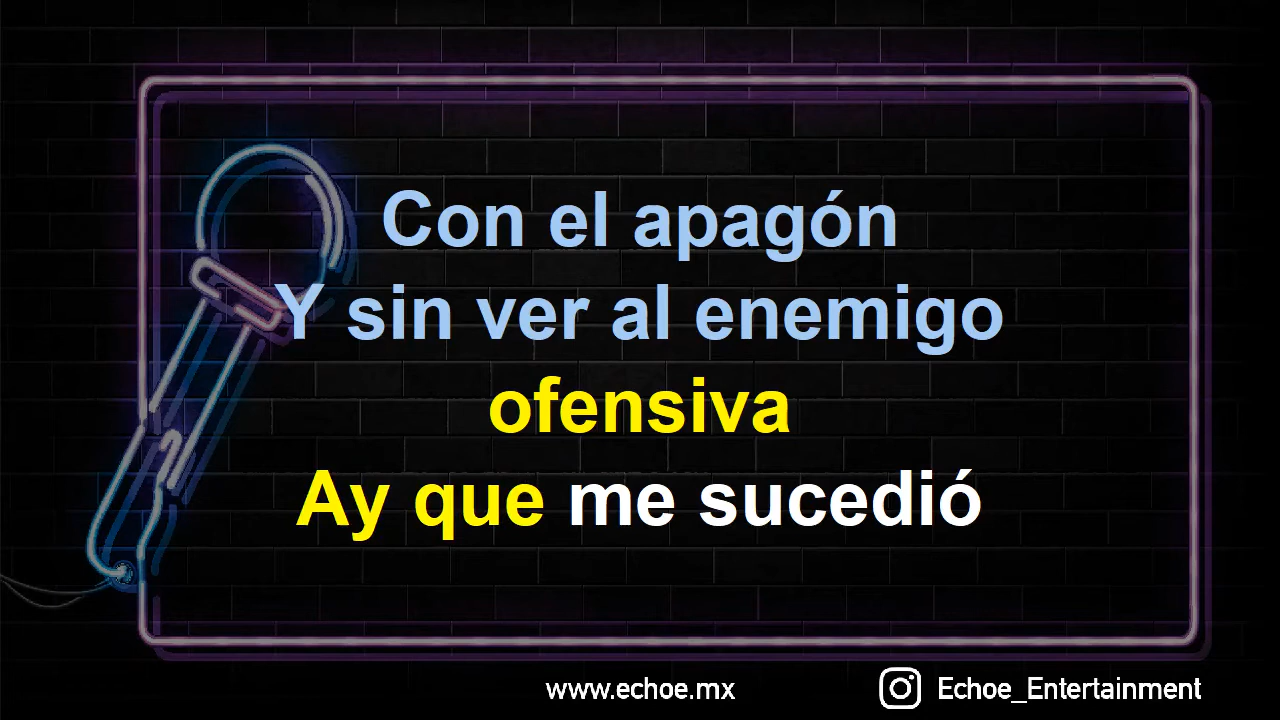 Con el apagón
Y sin ver al enemigo
ofensiva
Ay que me sucedió
www.echoe.mx
Echoe_Entertainment